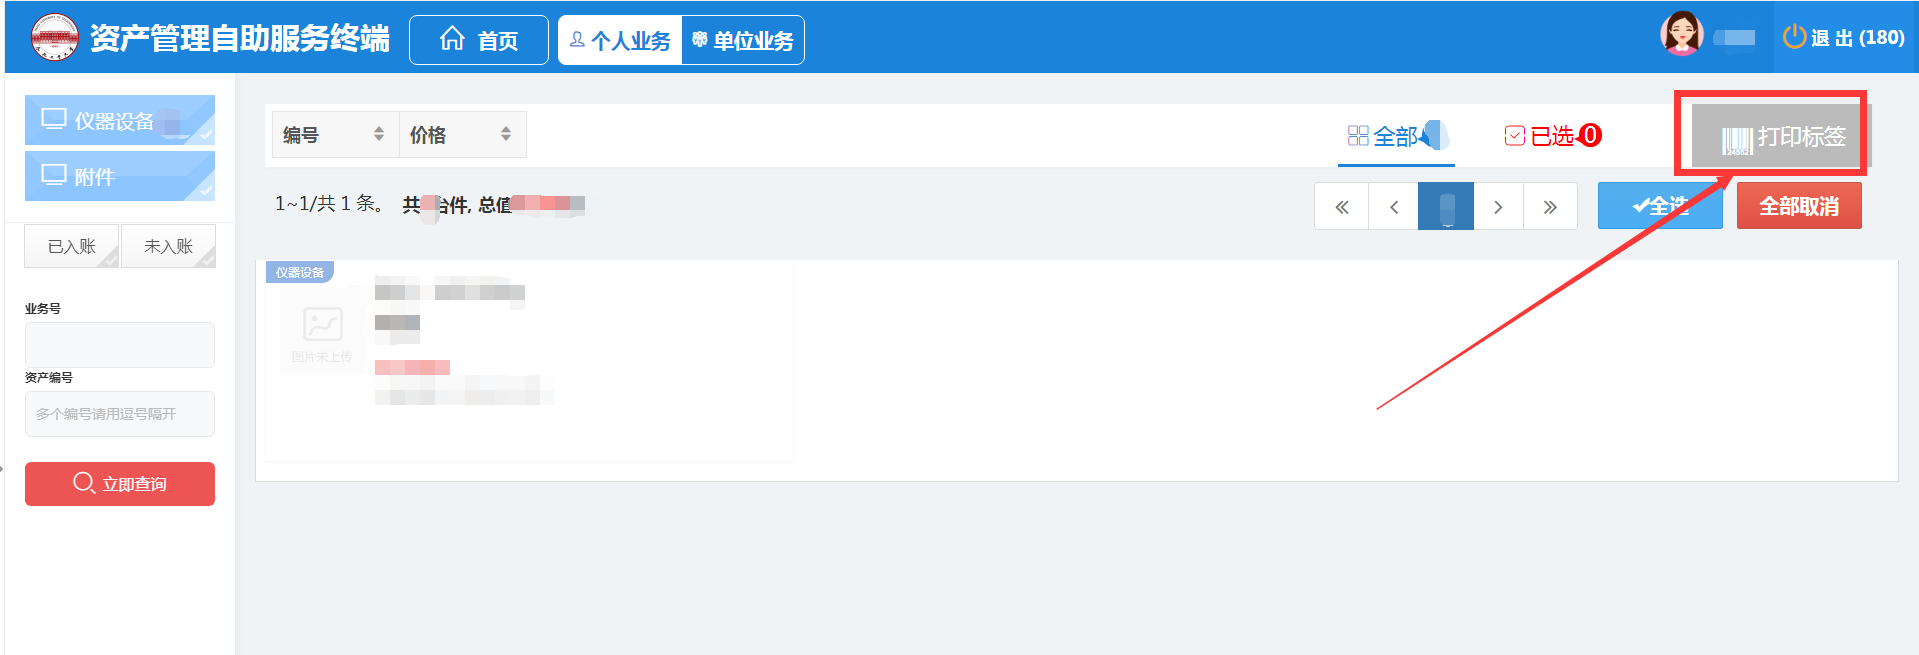 资产管理自助服务终端 首页 个人业务 单位业务 退 出 (180)
仪器设备
附件
已入账 未入账
业务号
资产编号
多个编号请用逗号隔开
立即查询
编号 价格 全部 已选 0 打印标签
1~1/共 1 条。 共 件, 总值 « ‹ › » 全选 全部取消
仪器设备
图片未上传